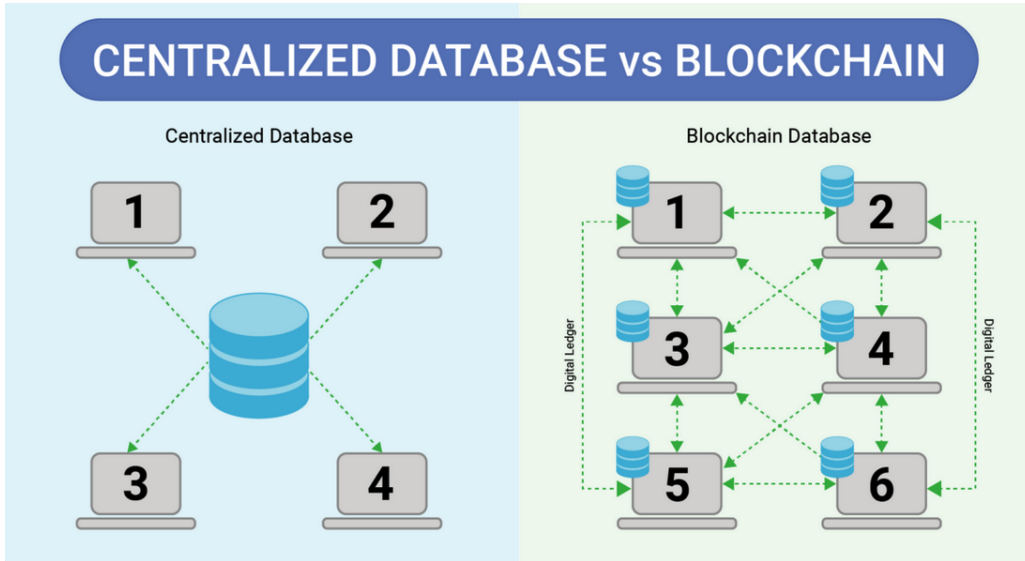 CENTRALIZED DATABASE vs BLOCKCHAIN
Centralized Database
1
2
3
4
Blockchain Database
1
2
3
4
5
6
Digital Ledger
Digital Ledger